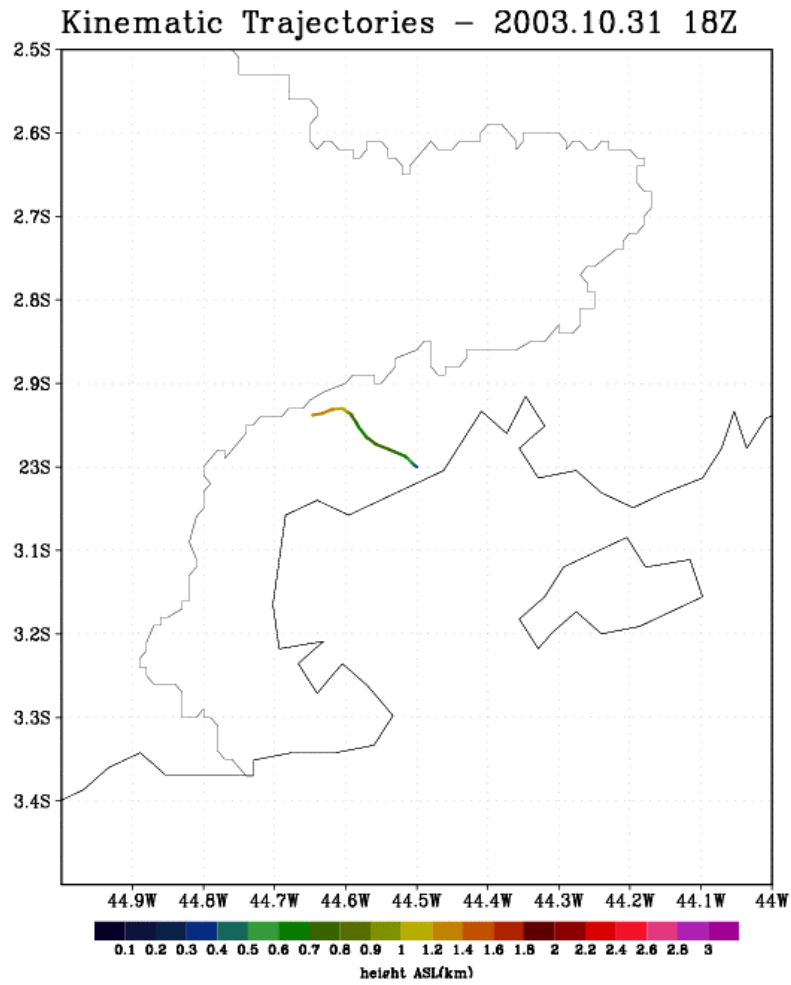 Kinematic Trajectories - 2003.10.31 18Z
2.5S
2.6S
2.7S
2.8S
2.9S
23S
3.1S
3.2S
3.3S
3.4S
44.9W 44.8W 44.7W 44.6W 44.5W 44.4W 44.3W 44.2W 44.1W 44W
0.1 0.2 0.3 0.4 0.5 0.6 0.7 0.8 0.9 1 1.2 1.4 1.6 1.8 2 2.2 2.4 2.6 2.8 3
height ASL(km)